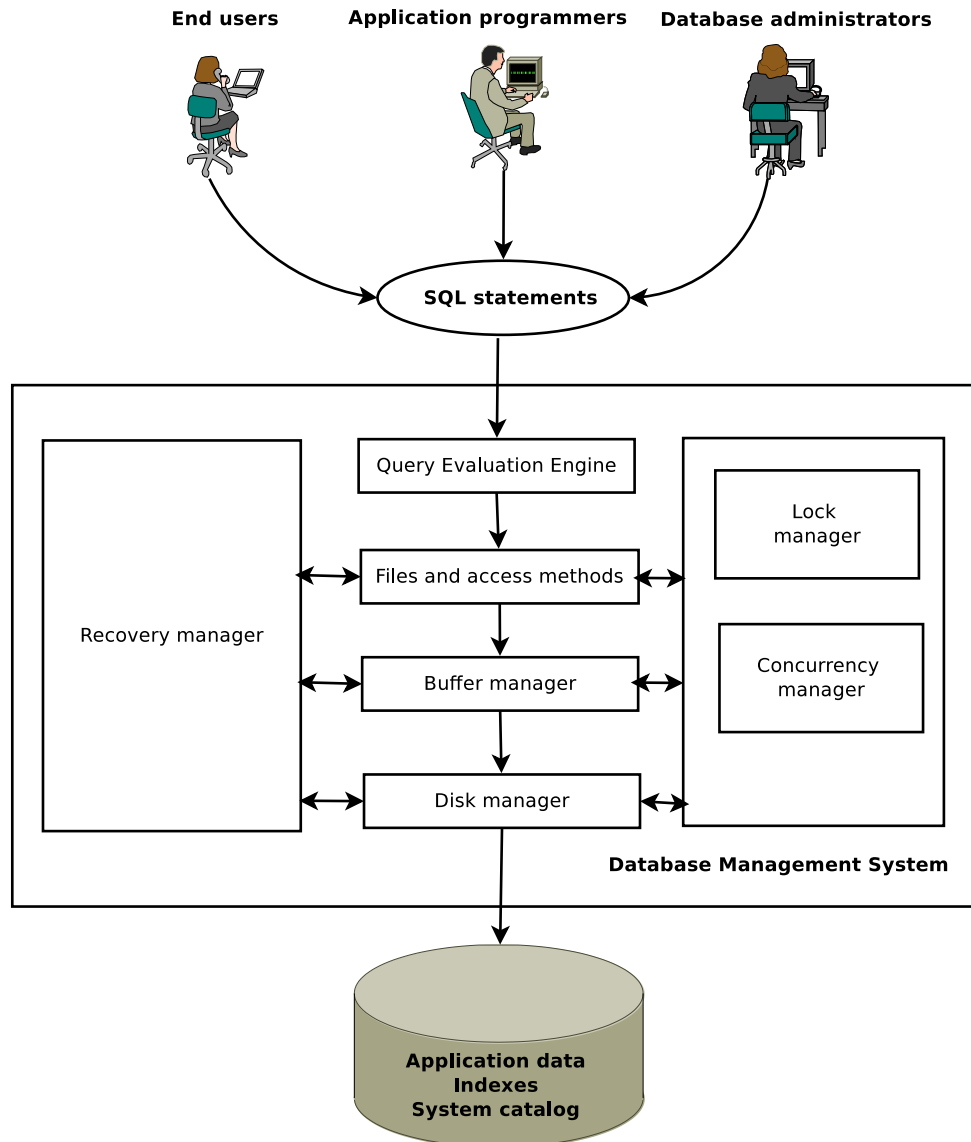 End users
Application programmers
Database administrators
SQL statements
Query Evaluation Engine
Lock
manager
Files and access methods
Recovery manager
Concurrency
manager
Buffer manager
Disk manager
Database Management System
Application data
Indexes
System catalog